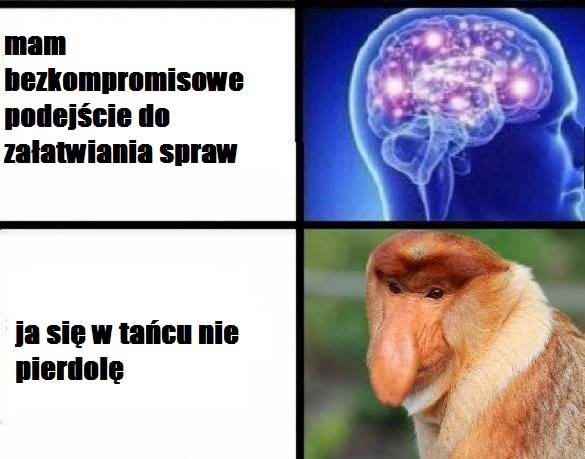 mam
bezkompromisowe
podejście do
załatwiania spraw
ja się w tańcu nie
pierdolę